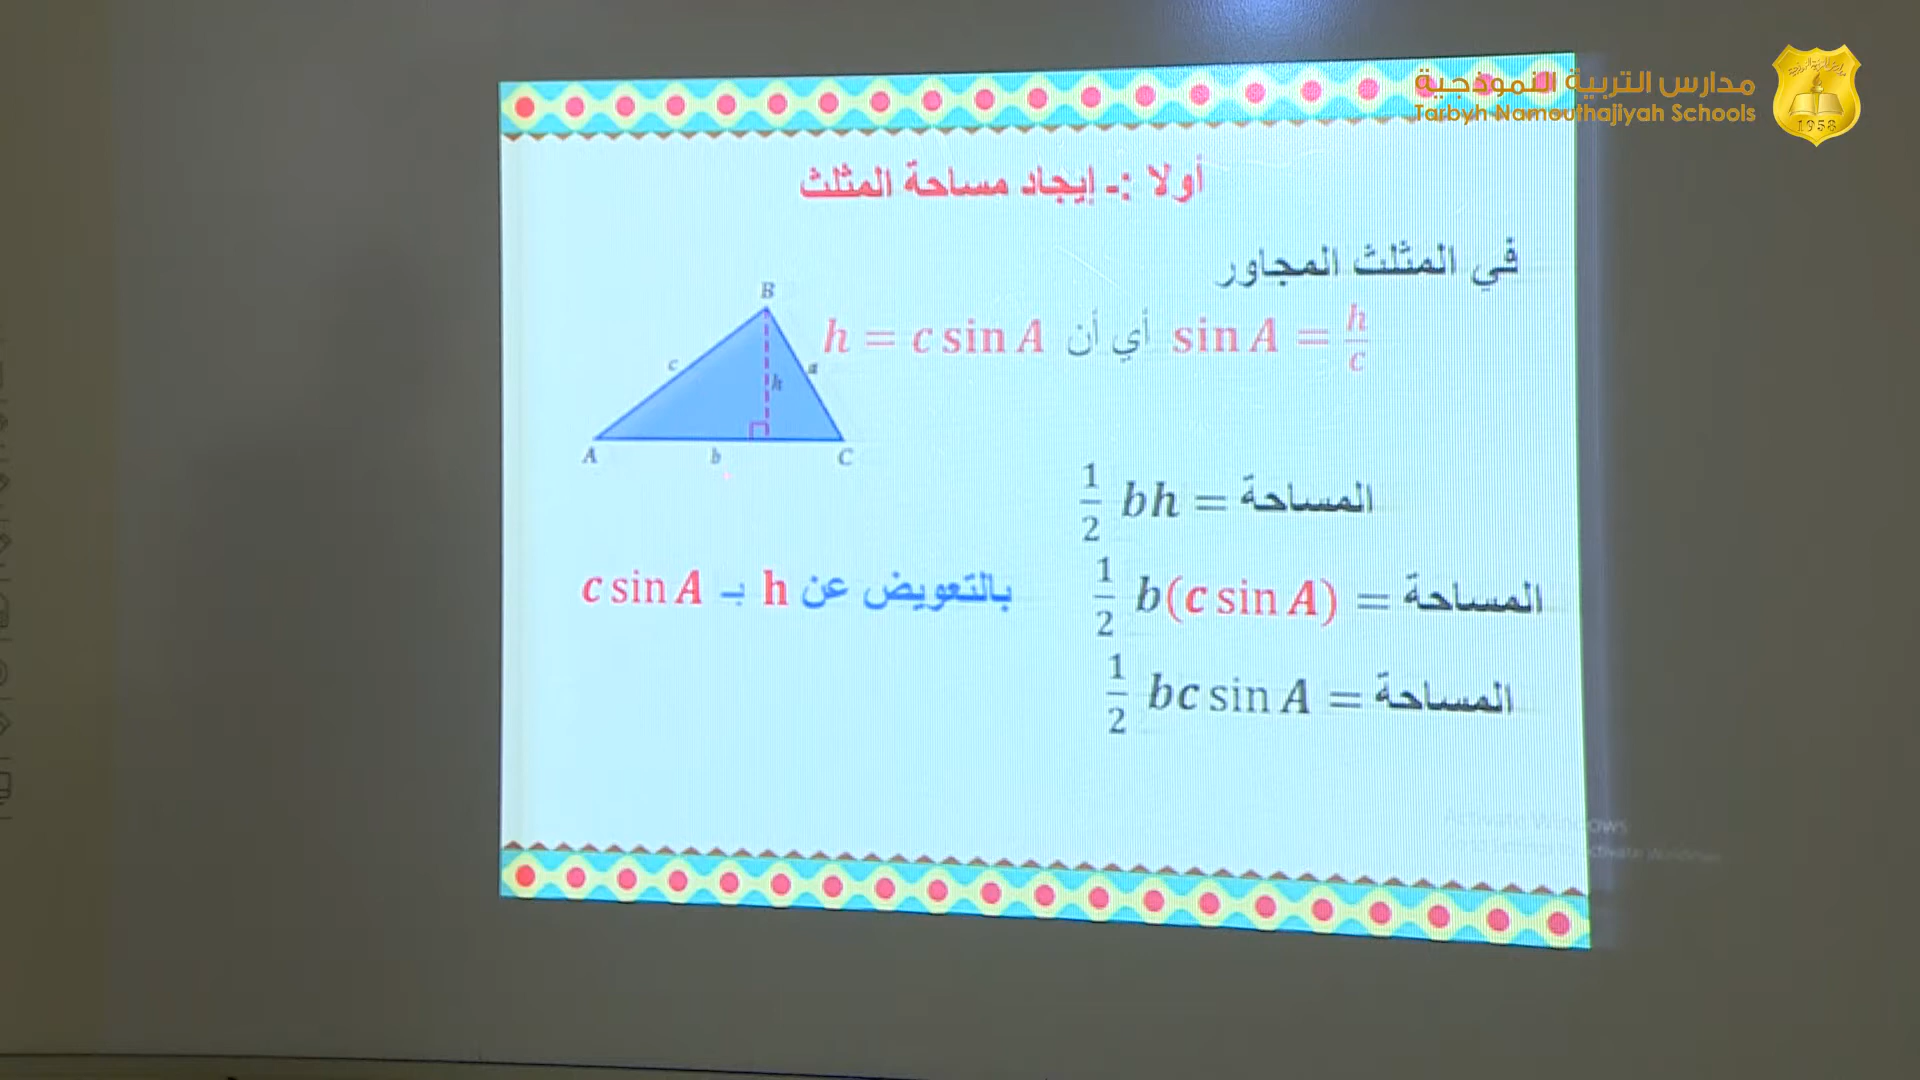 مدارس التربية النموذجية
Tarbyh Namouthajiyah Schools
1958
أولا :ـ إيجاد مساحة المثلث
في المثلث المجاور
sin A = h/c أي أن h = c sin A
B
c
a
h
A
b
C
المساحة = 1/2 bh
المساحة = 1/2 b(c sin A)
بالتعويض عن h بـ c sin A
المساحة = 1/2 bc sin A